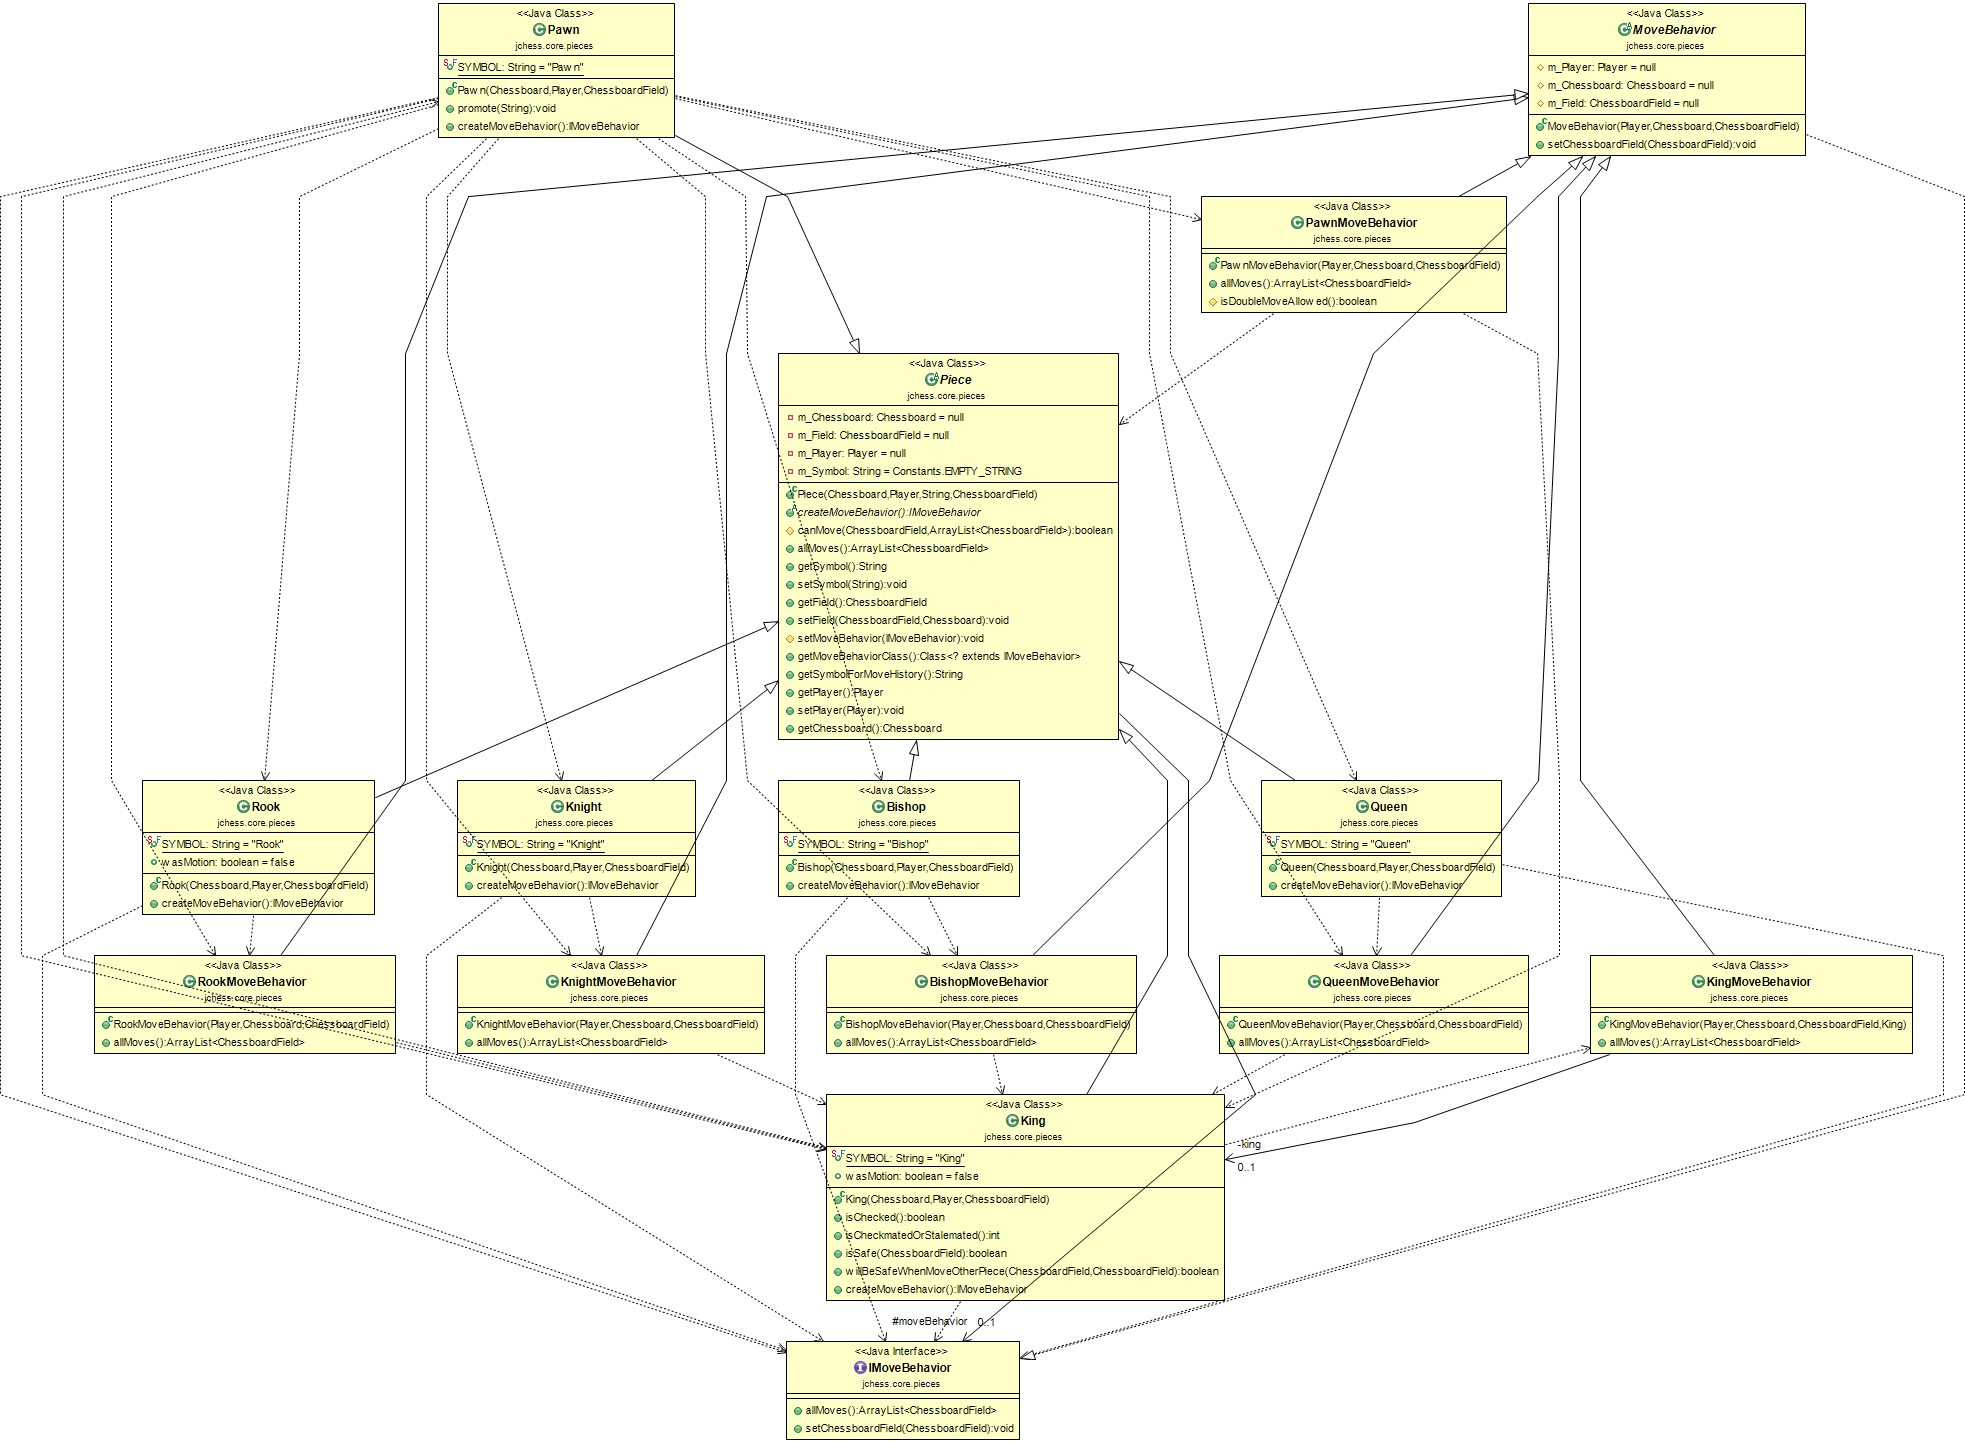 <<Java Class>>
Pawn
jchess.core.pieces
SYMBOL: String = "Pawn"
Pawn(Chessboard,Player,ChessboardField)
promote(String):void
createMoveBehavior():IMoveBehavior
<<Java Class>>
MoveBehavior
jchess.core.pieces
m_Player: Player = null
m_Chessboard: Chessboard = null
m_Field: ChessboardField = null
MoveBehavior(Player,Chessboard,ChessboardField)
setChessboardField(ChessboardField):void
<<Java Class>>
PawnMoveBehavior
jchess.core.pieces
PawnMoveBehavior(Player,Chessboard,ChessboardField)
allMoves():ArrayList<ChessboardField>
isDoubleMoveAllowed():boolean
<<Java Class>>
Piece
jchess.core.pieces
m_Chessboard: Chessboard = null
m_Field: ChessboardField = null
m_Player: Player = null
m_Symbol: String = Constants.EMPTY_STRING
Piece(Chessboard,Player,String,ChessboardField)
createMoveBehavior():IMoveBehavior
canMove(ChessboardField,ArrayList<ChessboardField>):boolean
allMoves():ArrayList<ChessboardField>
getSymbol():String
setSymbol(String):void
getField():ChessboardField
setField(ChessboardField,Chessboard):void
setMoveBehavior(IMoveBehavior):void
getMoveBehaviorClass():Class<? extends IMoveBehavior>
getSymbolForMoveHistory():String
getPlayer():Player
setPlayer(Player):void
getChessboard():Chessboard
<<Java Class>>
Rook
jchess.core.pieces
SYMBOL: String = "Rook"
wasMotion: boolean = false
Rook(Chessboard,Player,ChessboardField)
createMoveBehavior():IMoveBehavior
<<Java Class>>
Knight
jchess.core.pieces
SYMBOL: String = "Knight"
Knight(Chessboard,Player,ChessboardField)
createMoveBehavior():IMoveBehavior
<<Java Class>>
Bishop
jchess.core.pieces
SYMBOL: String = "Bishop"
Bishop(Chessboard,Player,ChessboardField)
createMoveBehavior():IMoveBehavior
<<Java Class>>
Queen
jchess.core.pieces
SYMBOL: String = "Queen"
Queen(Chessboard,Player,ChessboardField)
createMoveBehavior():IMoveBehavior
<<Java Class>>
RookMoveBehavior
jchess.core.pieces
RookMoveBehavior(Player,Chessboard,ChessboardField)
allMoves():ArrayList<ChessboardField>
<<Java Class>>
KnightMoveBehavior
jchess.core.pieces
KnightMoveBehavior(Player,Chessboard,ChessboardField)
allMoves():ArrayList<ChessboardField>
<<Java Class>>
BishopMoveBehavior
jchess.core.pieces
BishopMoveBehavior(Player,Chessboard,ChessboardField)
allMoves():ArrayList<ChessboardField>
<<Java Class>>
QueenMoveBehavior
jchess.core.pieces
QueenMoveBehavior(Player,Chessboard,ChessboardField)
allMoves():ArrayList<ChessboardField>
<<Java Class>>
KingMoveBehavior
jchess.core.pieces
KingMoveBehavior(Player,Chessboard,ChessboardField,King)
allMoves():ArrayList<ChessboardField>
<<Java Class>>
King
jchess.core.pieces
SYMBOL: String = "King"
wasMotion: boolean = false
King(Chessboard,Player,ChessboardField)
isChecked():boolean
isCheckmatedOrStalemated():int
isSafe(ChessboardField):boolean
willBeSafeWhenMoveOtherPiece(ChessboardField,ChessboardField):boolean
createMoveBehavior():IMoveBehavior
-king
0..1
#moveBehavior
0..1
<<Java Interface>>
IMoveBehavior
jchess.core.pieces
allMoves():ArrayList<ChessboardField>
setChessboardField(ChessboardField):void